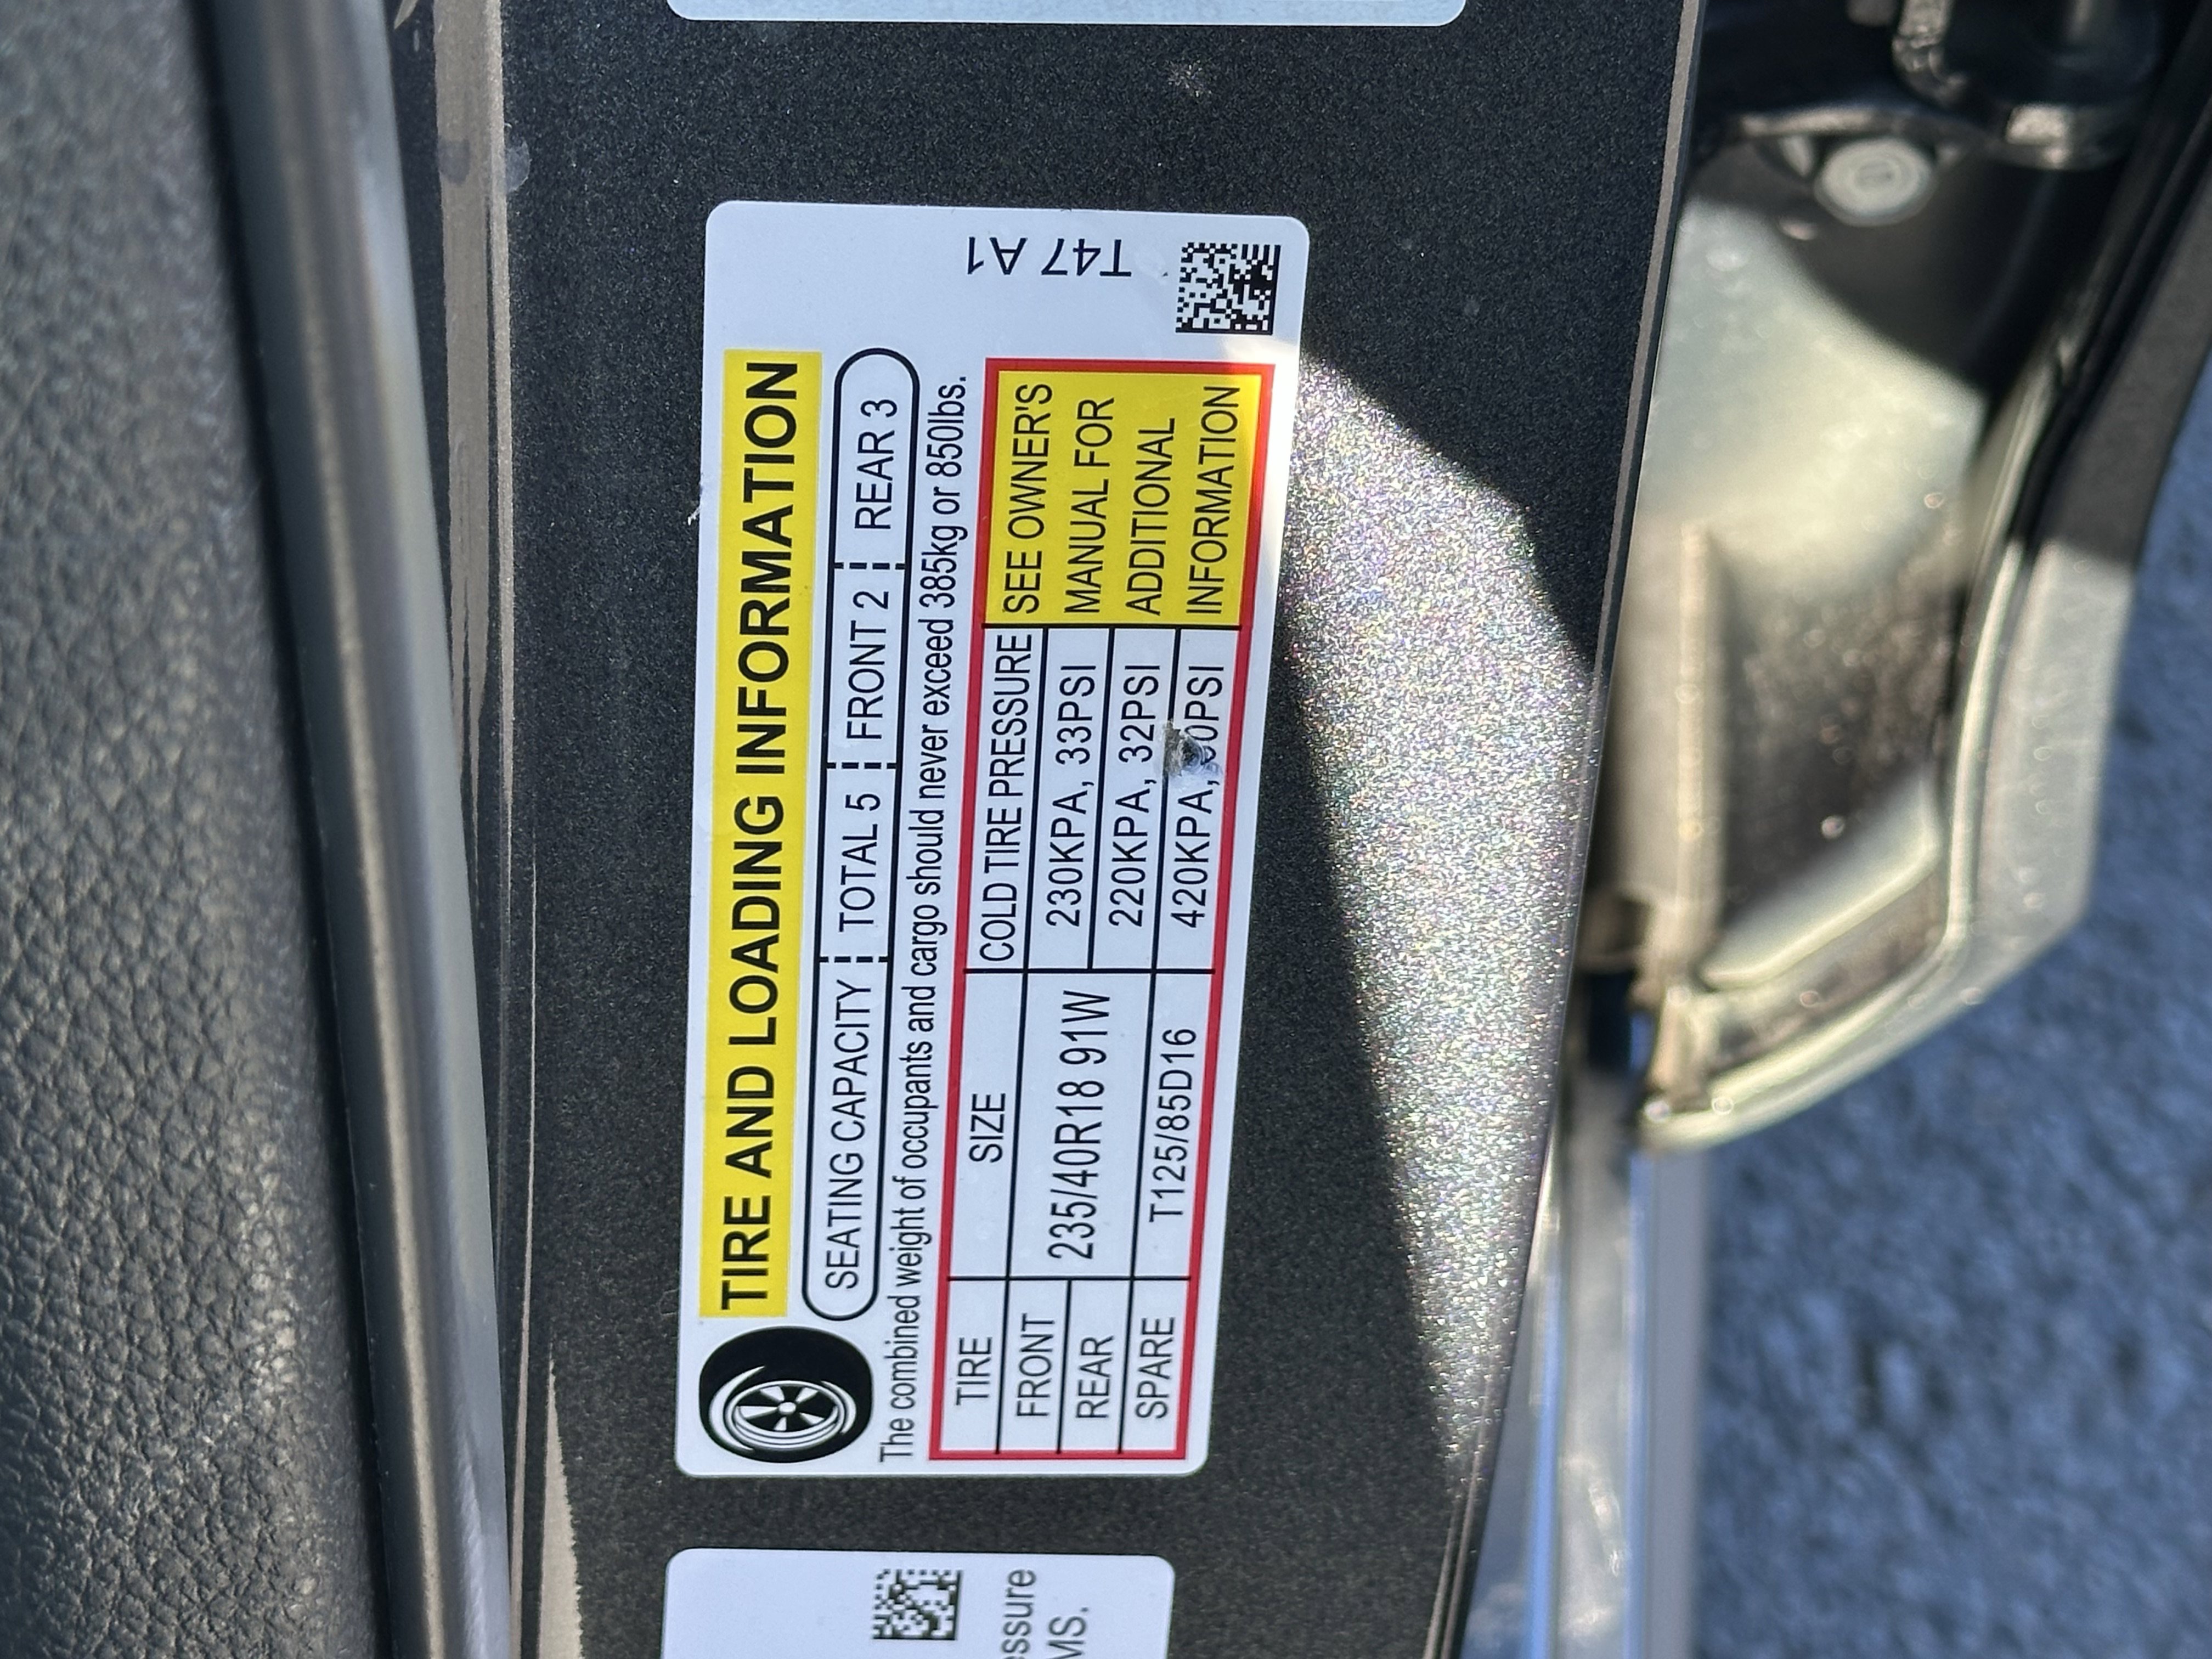 TIRE AND LOADING INFORMATION
SEATING CAPACITY TOTAL 5 FRONT 2 REAR 3
The combined weight of occupants and cargo should never exceed 385kg or 850lbs.
TIRE SIZE COLD TIRE PRESSURE
FRONT 235/40R18 91W 230KPA, 33PSI
REAR 220KPA, 32PSI
SPARE T125/85D16 420KPA, 60PSI
SEE OWNER'S
MANUAL FOR
ADDITIONAL
INFORMATION
T47 A1